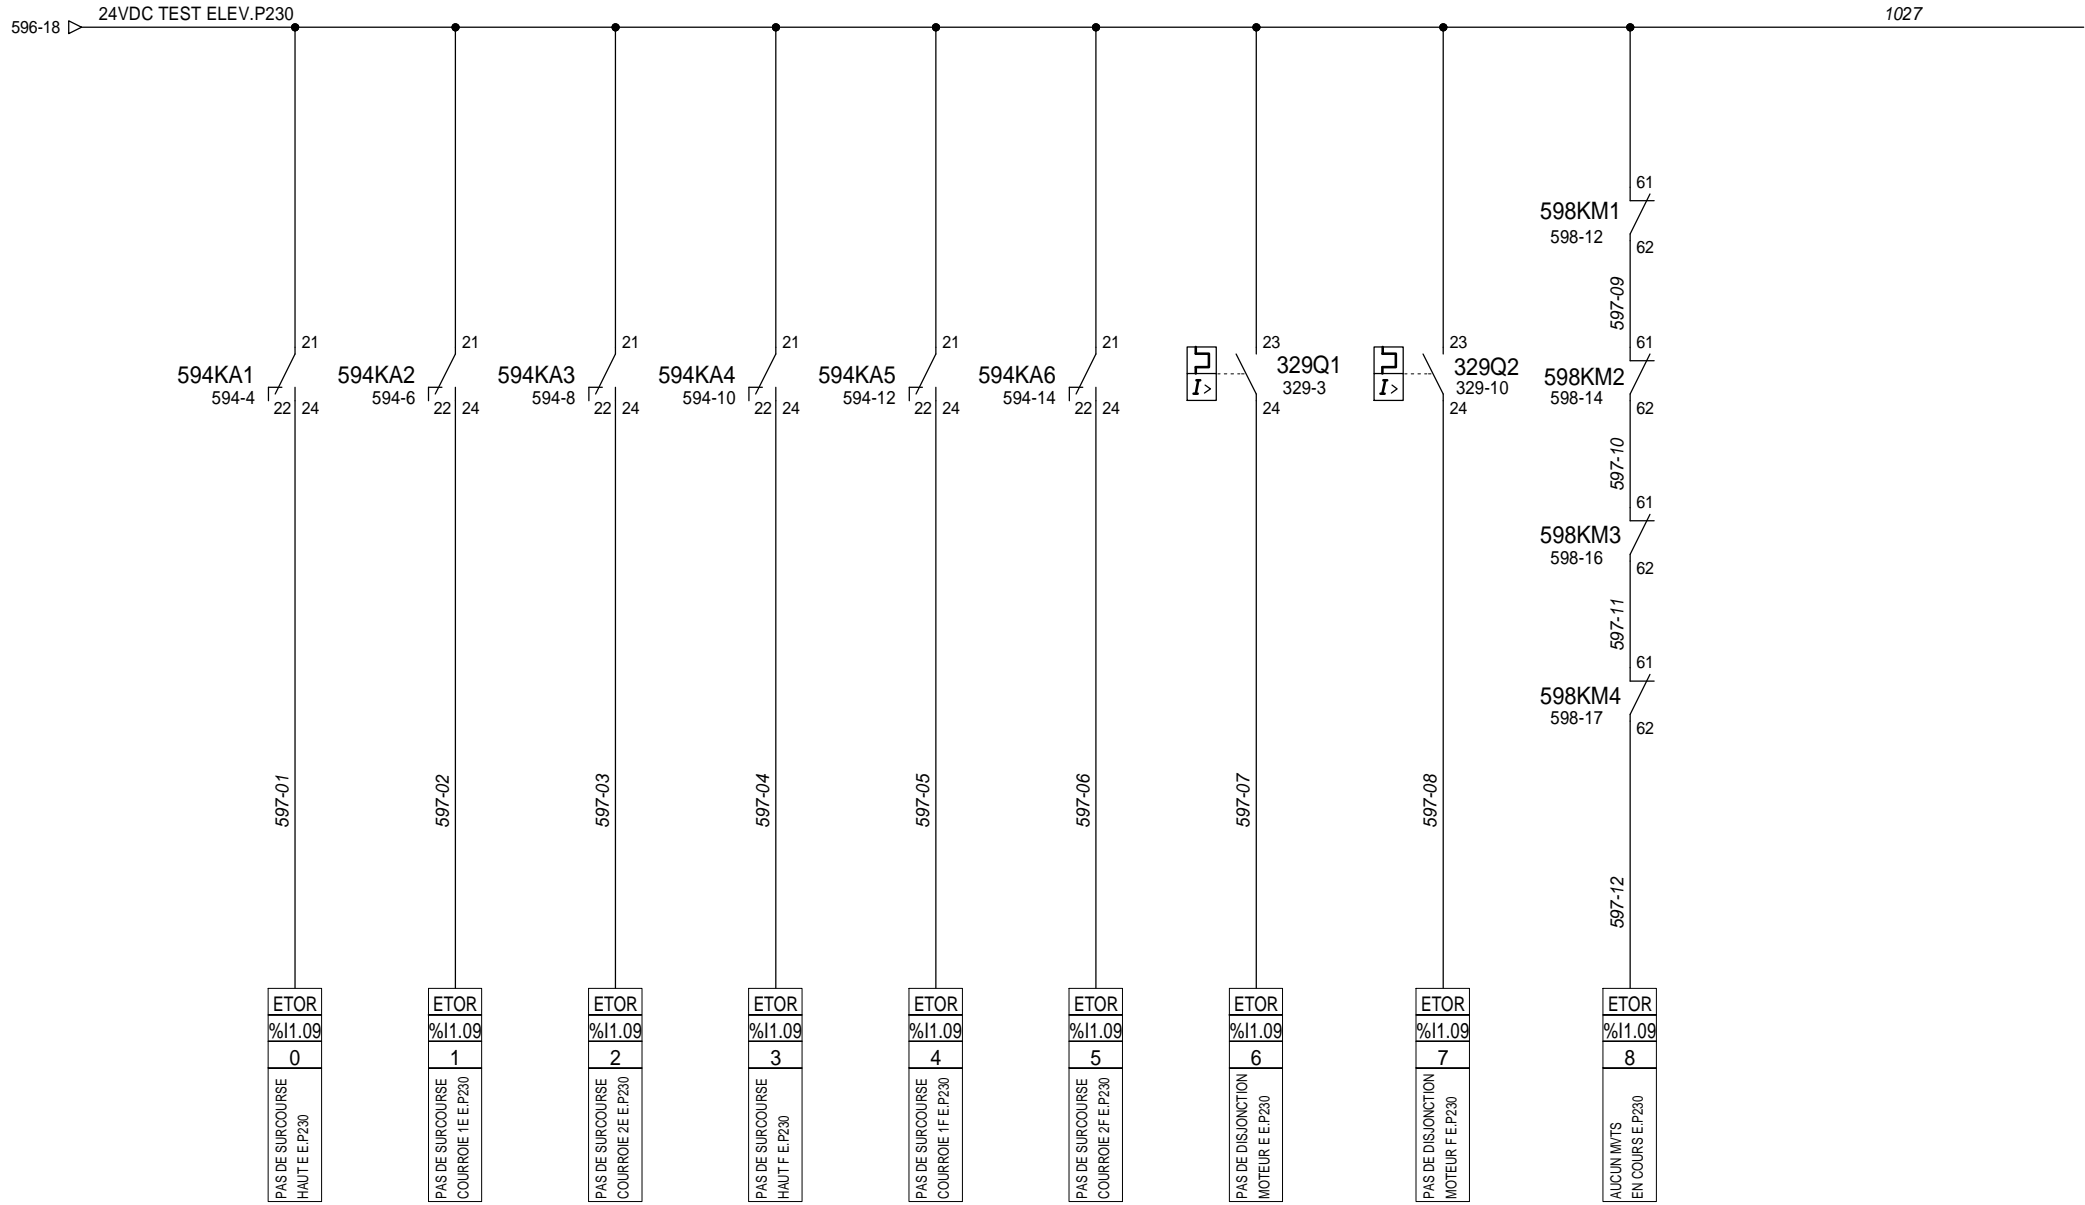 24VDC TEST ELEV.P230
1027
596-18
61
598KM1
598-12
62
597-09
21 21 21 21 21 21 23 23 61
594KA1 594KA2 594KA3 594KA4 594KA5 594KA6 329Q1 329Q2 598KM2
594-4 594-6 594-8 594-10 594-12 594-14 I> 329-3 I> 329-10 598-14
22 24 22 24 22 24 22 24 22 24 22 24 24 24 62
597-10
61
598KM3
598-16
62
597-11
61
598KM4
598-17
62
597-01 597-02 597-03 597-04 597-05 597-06 597-07 597-08
597-12
ETOR ETOR ETOR ETOR ETOR ETOR ETOR ETOR ETOR
%I1.09 %I1.09 %I1.09 %I1.09 %I1.09 %I1.09 %I1.09 %I1.09 %I1.09
0 1 2 3 4 5 6 7 8
PAS DE SURCOURSE
HAUT E E.P230
PAS DE SURCOURSE
COURROIE 1E E.P230
PAS DE SURCOURSE
COURROIE 2E E.P230
PAS DE SURCOURSE
HAUT F E.P230
PAS DE SURCOURSE
COURROIE 1F E.P230
PAS DE SURCOURSE
COURROIE 2F E.P230
PAS DE DISJONCTION
MOTEUR E E.P230
PAS DE DISJONCTION
MOTEUR F E.P230
AUCUN MVTS
EN COURS E.P230